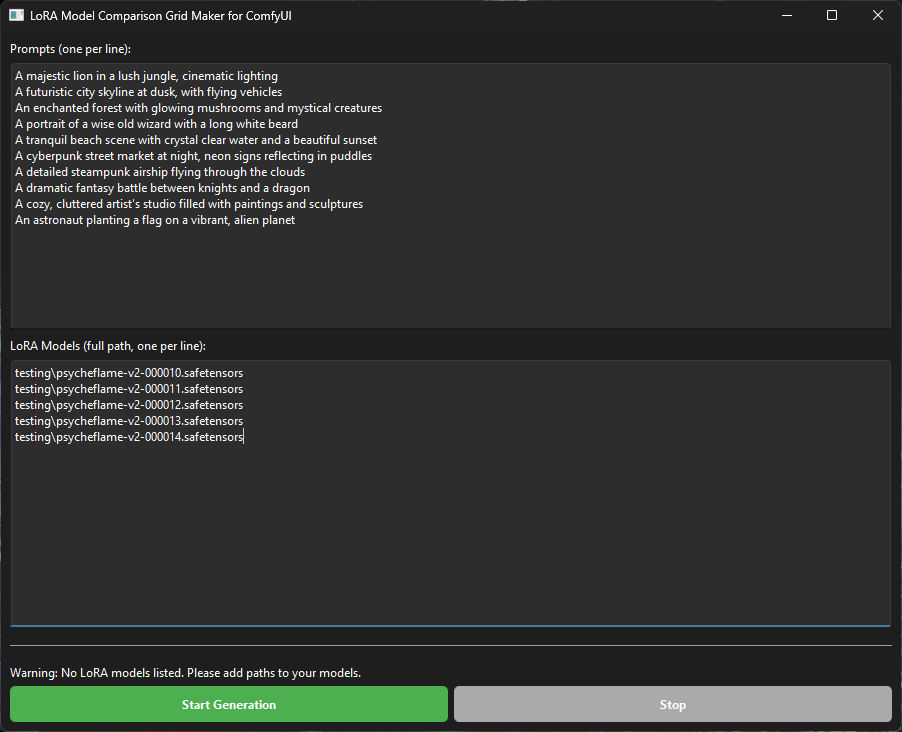 LoRA Model Comparison Grid Maker for ComfyUI
Prompts (one per line):
A majestic lion in a lush jungle, cinematic lighting
A futuristic city skyline at dusk, with flying vehicles
An enchanted forest with glowing mushrooms and mystical creatures
A portrait of a wise old wizard with a long white beard
A tranquil beach scene with crystal clear water and a beautiful sunset
A cyberpunk street market at night, neon signs reflecting in puddles
A detailed steampunk airship flying through the clouds
A dramatic fantasy battle between knights and a dragon
A cozy, cluttered artist's studio filled with paintings and sculptures
An astronaut planting a flag on a vibrant, alien planet
LoRA Models (full path, one per line):
testing\psycheflame-v2-000010.safetensors
testing\psycheflame-v2-000011.safetensors
testing\psycheflame-v2-000012.safetensors
testing\psycheflame-v2-000013.safetensors
testing\psycheflame-v2-000014.safetensors
Warning: No LoRA models listed. Please add paths to your models.
Start Generation
Stop